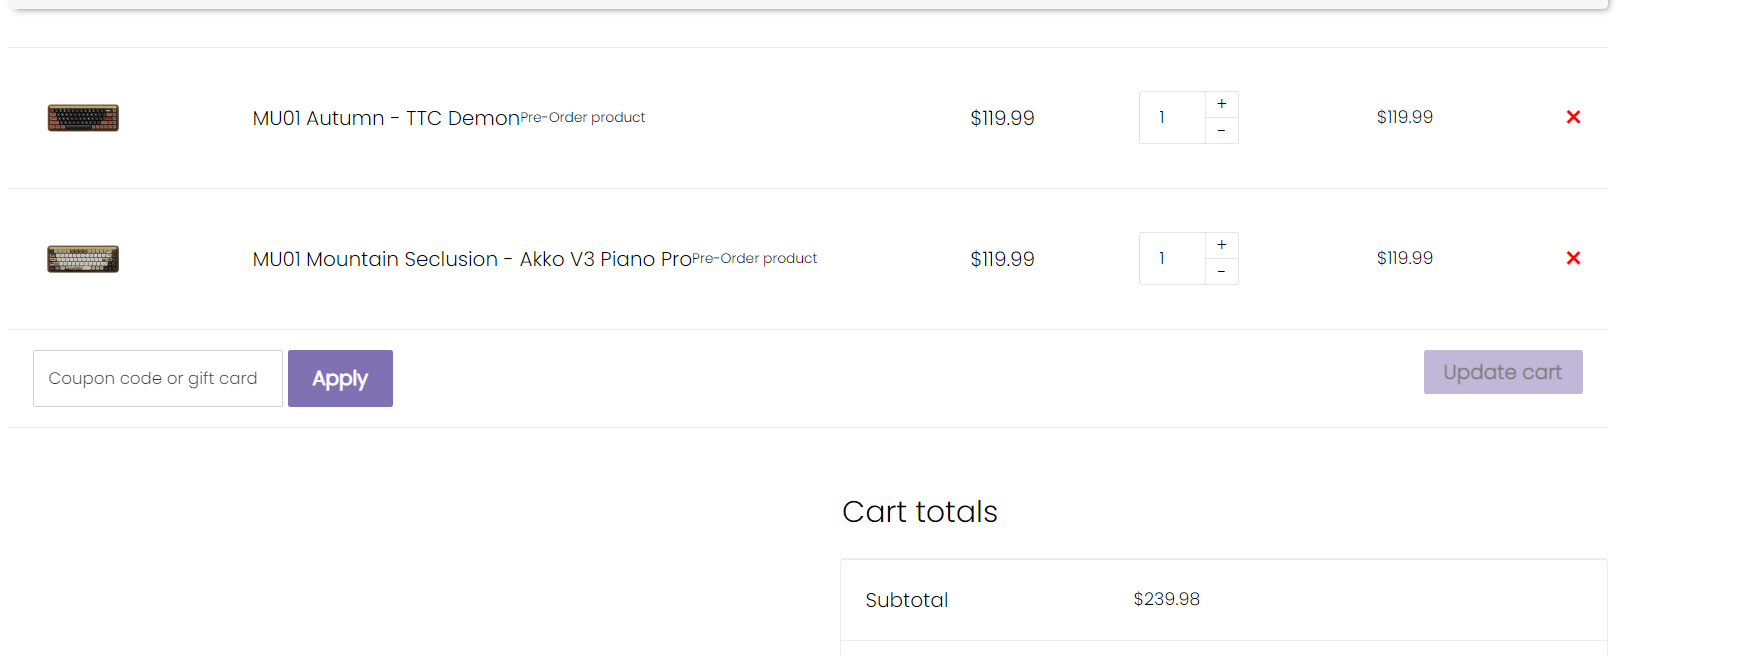 MU01 Autumn - TTC DemonPre-Order product $119.99 1 + - $119.99 ×
MU01 Mountain Seclusion - Akko V3 Piano ProPre-Order product $119.99 1 + - $119.99 ×
Coupon code or gift card Apply Update cart
Cart totals
Subtotal $239.98